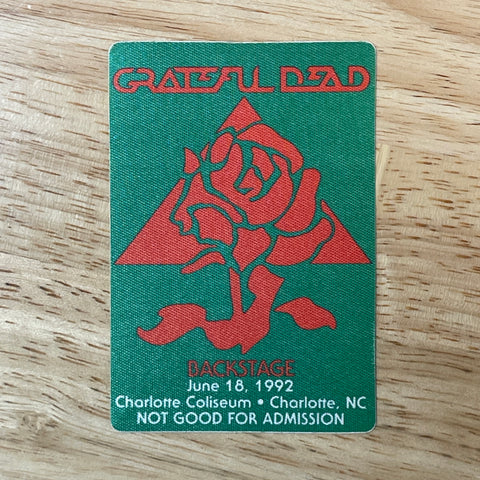 GRATEFUL DEAD
BACKSTAGE
June 18, 1992
Charlotte Coliseum • Charlotte, NC
NOT GOOD FOR ADMISSION